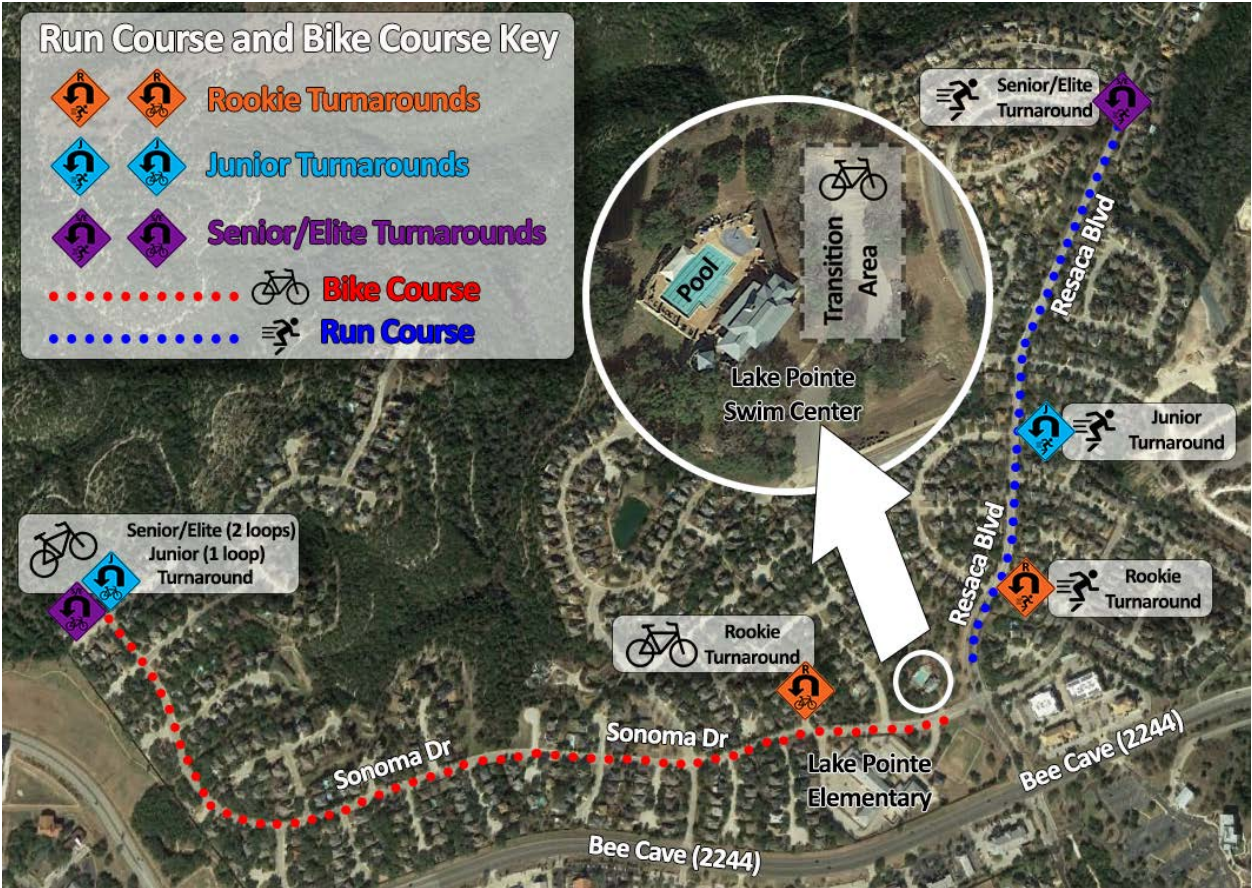 Run Course and Bike Course Key
R
R
Rookie Turnarounds
J
J
Junior Turnarounds
S/E
S/E
Senior/Elite Turnarounds
Bike Course
Run Course
Senior/Elite
Turnaround
Resaca Blvd
Pool
Transition
Area
Lake Pointe
Swim Center
J
Junior
Turnaround
Resaca Blvd
R
Rookie
Turnaround
Senior/Elite (2 loops)
Junior (1 loop)
Turnaround
J
S/E
Rookie
Turnaround
R
Sonoma Dr
Sonoma Dr
Lake Pointe
Elementary
Bee Cave (2244)
Bee Cave (2244)